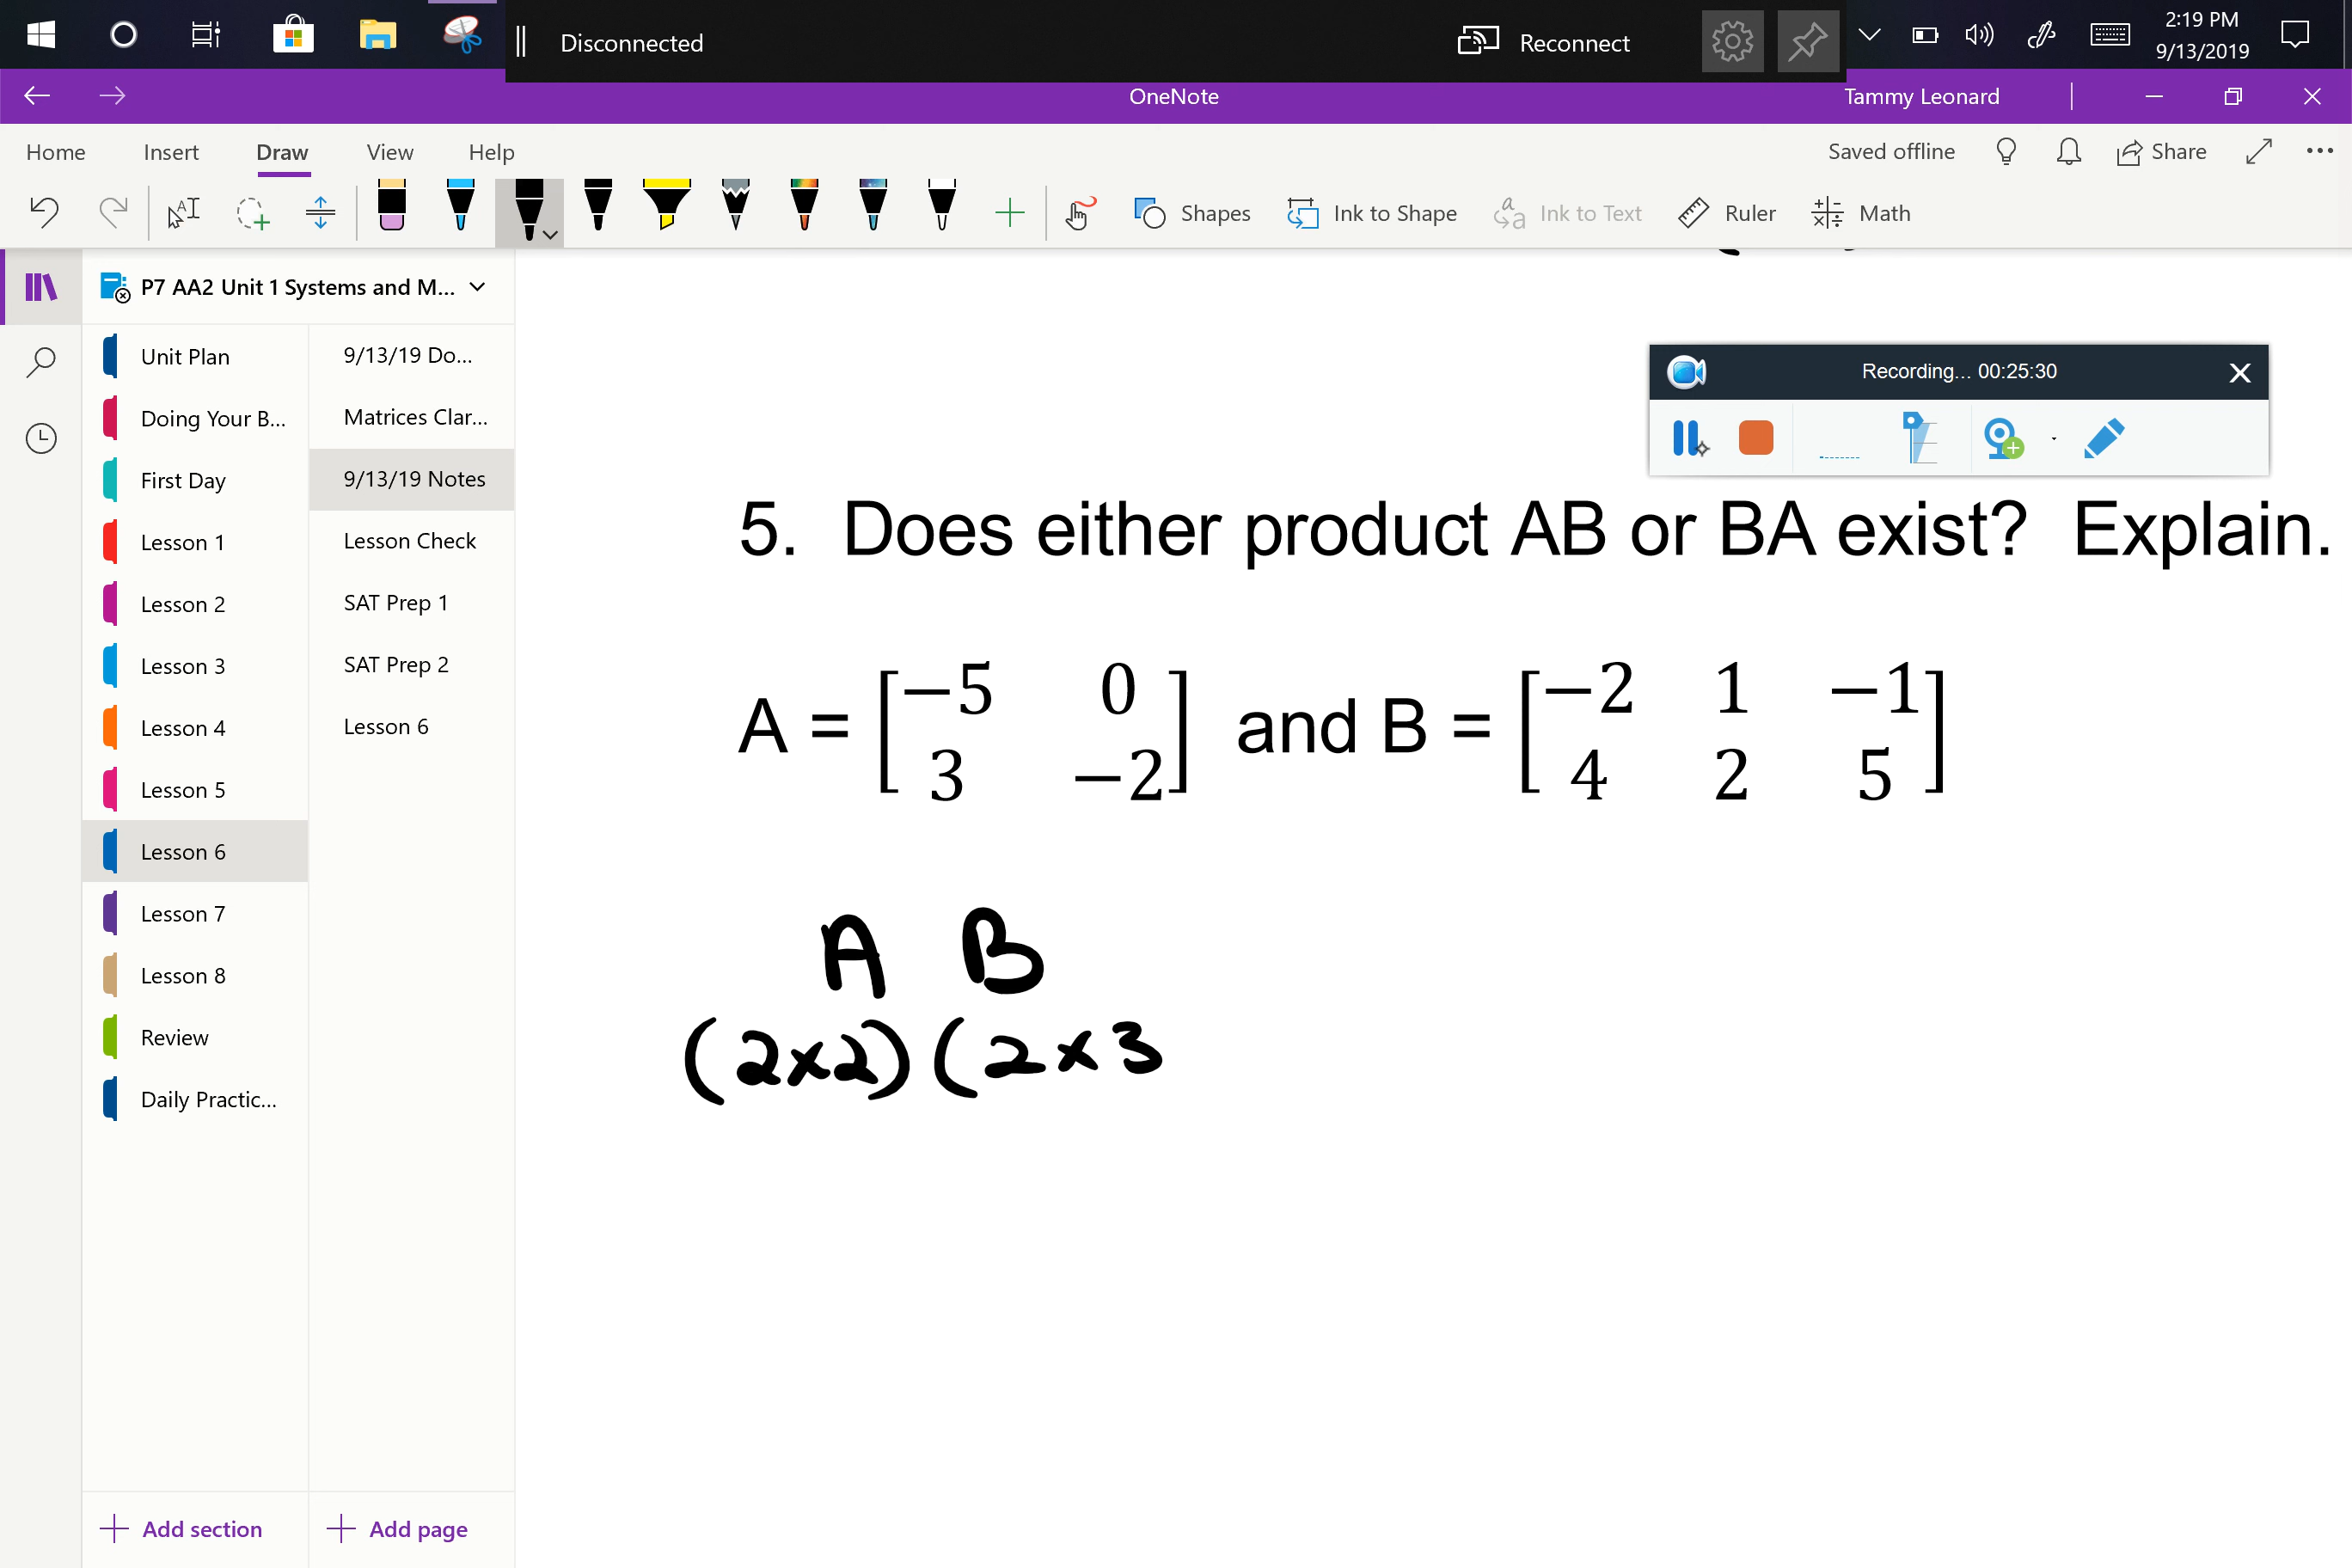 Disconnected
Reconnect
2:19 PM
9/13/2019
OneNote
Tammy Leonard
Home Insert Draw View Help
Saved offline
Share
Shapes
Ink to Shape
Ink to Text
Ruler
Math
P7 AA2 Unit 1 Systems and M...
Unit Plan
Doing Your B...
First Day
Lesson 1
Lesson 2
Lesson 3
Lesson 4
Lesson 5
Lesson 6
Lesson 7
Lesson 8
Review
Daily Practic...
Add section
9/13/19 Do...
Matrices Clar...
9/13/19 Notes
Lesson Check
SAT Prep 1
SAT Prep 2
Lesson 6
Add page
Recording... 00:25:30
5. Does either product AB or BA exist? Explain.
A = [−5 0 ] and B = [−2 1 −1]
3 −2 4 2 5
A B
(2x2) (2x3